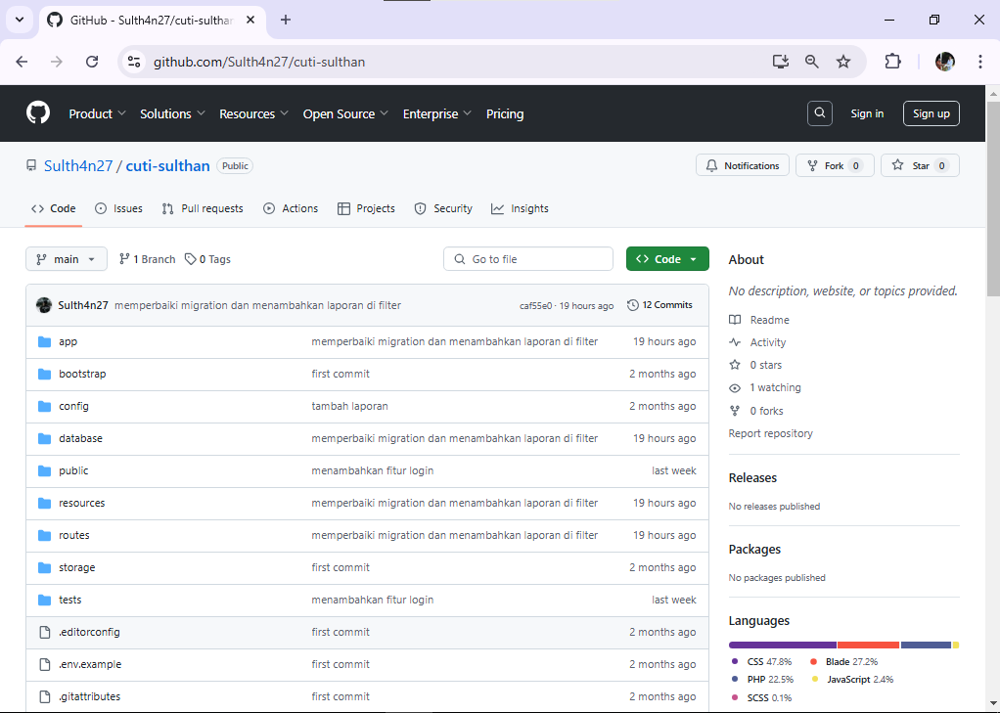 GitHub - Sulth4n27/cuti-sulthan
github.com/Sulth4n27/cuti-sulthan
Product Solutions Resources Open Source Enterprise Pricing Sign in Sign up
Sulth4n27 / cuti-sulthan Public Notifications Fork 0 Star 0
Code Issues Pull requests Actions Projects Security Insights
main 1 Branch 0 Tags Go to file Code
Sulth4n27 memperbaiki migration dan menambahkan laporan di filter caf55e0 · 19 hours ago 12 Commits
app memperbaiki migration dan menambahkan laporan di filter 19 hours ago
bootstrap first commit 2 months ago
config tambah laporan 2 months ago
database memperbaiki migration dan menambahkan laporan di filter 19 hours ago
public menambahkan fitur login last week
resources memperbaiki migration dan menambahkan laporan di filter 19 hours ago
routes memperbaiki migration dan menambahkan laporan di filter 19 hours ago
storage first commit 2 months ago
tests menambahkan fitur login last week
.editorconfig first commit 2 months ago
.env.example first commit 2 months ago
.gitattributes first commit 2 months ago
About
No description, website, or topics provided.
Readme
Activity
0 stars
1 watching
0 forks
Report repository
Releases
No releases published
Packages
No packages published
Languages
CSS 47.8% Blade 27.2%
PHP 22.5% JavaScript 2.4%
SCSS 0.1%